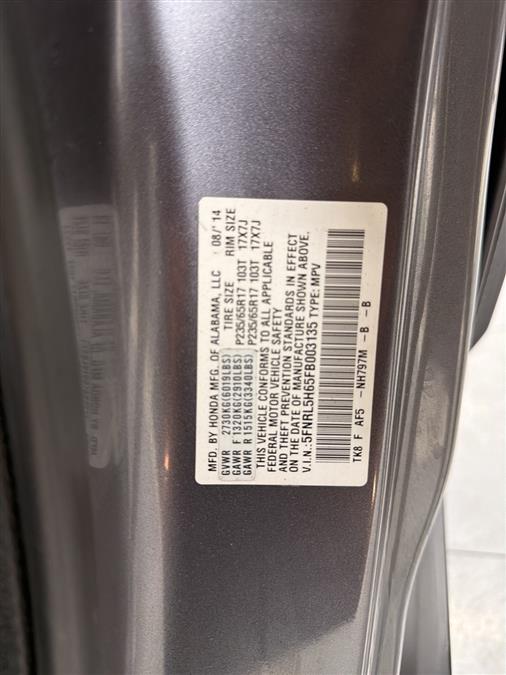 MFD. BY HONDA MFG. OF ALABAMA, LLC 08/'14
TIRE SIZE RIM SIZE
GVWR 2730KG(6019LBS)
GAWR F 1320KG(2910LBS) P235/65R17 103T 17X7J
GAWR R 1515KG(3340LBS) P235/65R17 103T 17X7J
THIS VEHICLE CONFORMS TO ALL APPLICABLE
FEDERAL MOTOR VEHICLE SAFETY
AND THEFT PREVENTION STANDARDS IN EFFECT
ON THE DATE OF MANUFACTURE SHOWN ABOVE.
V.I.N.:5FNRL5H65FB003135 TYPE: MPV
TK8 F AF5 -NH797M -B -B